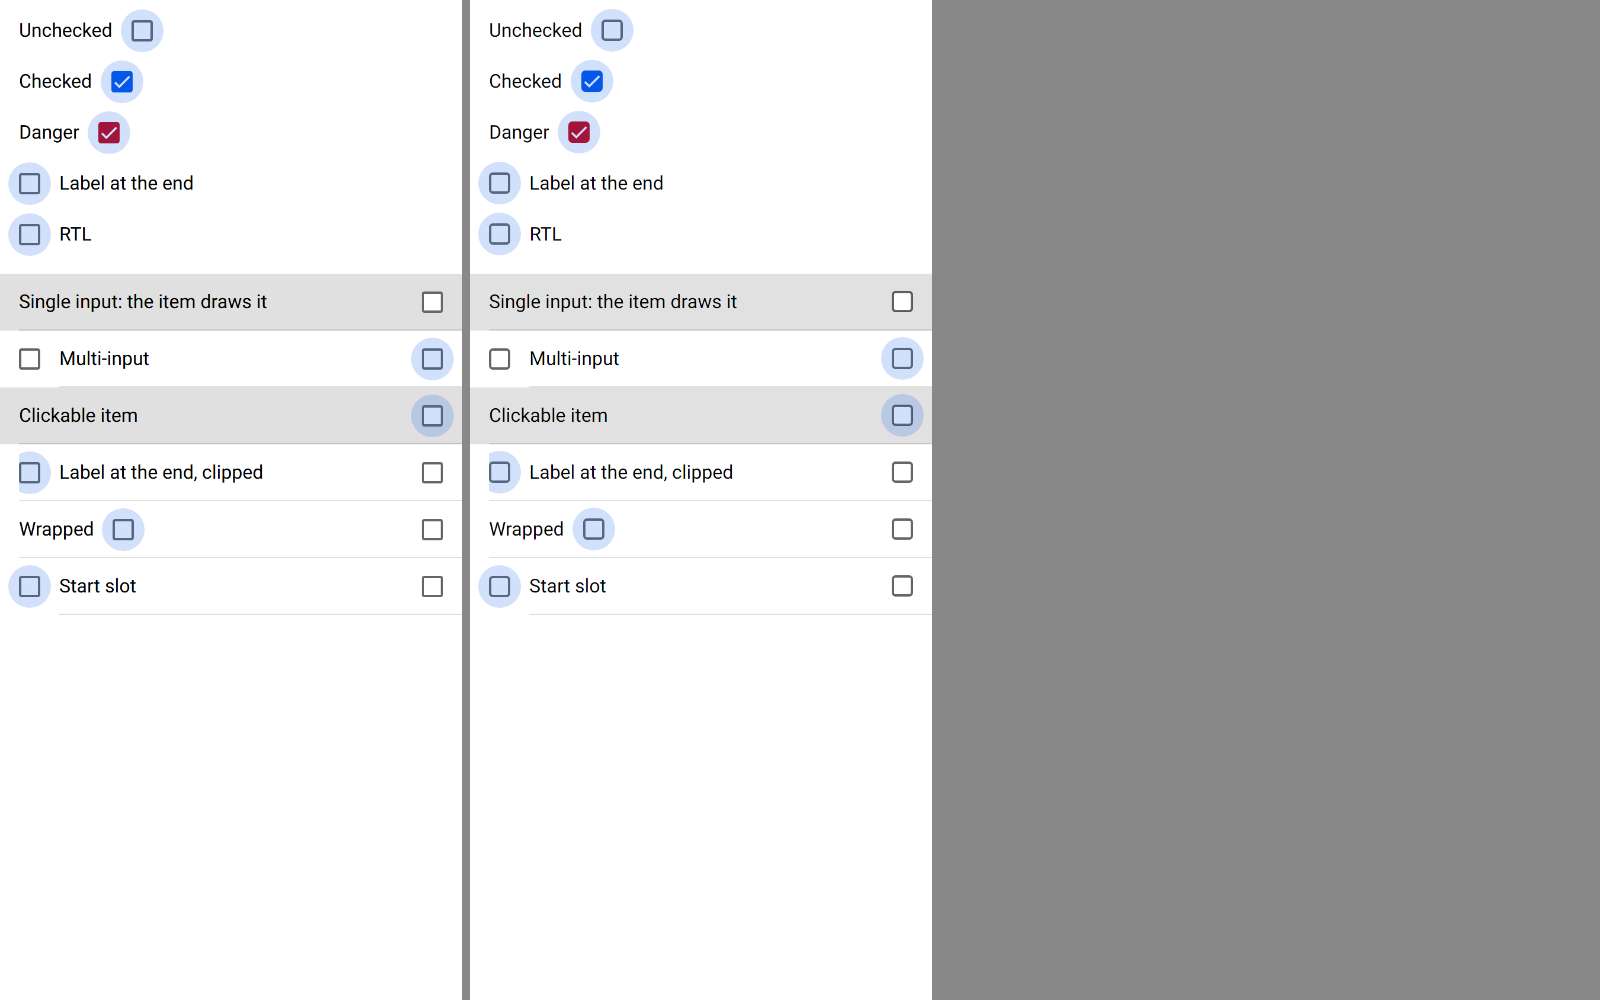 Unchecked
Checked
Danger
Label at the end
RTL
Single input: the item draws it
Multi-input
Clickable item
Label at the end, clipped
Wrapped
Start slot
Unchecked
Checked
Danger
Label at the end
RTL
Single input: the item draws it
Multi-input
Clickable item
Label at the end, clipped
Wrapped
Start slot